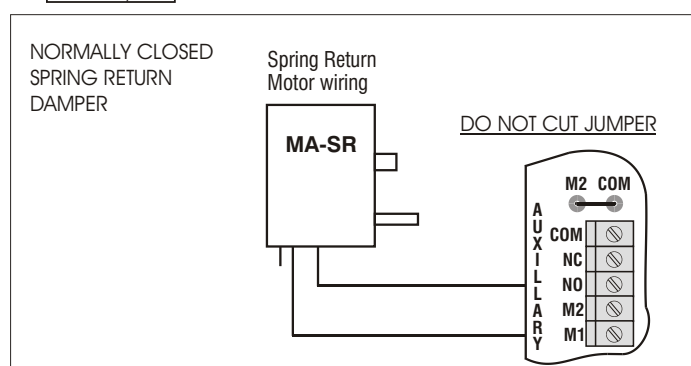 NORMALLY CLOSED
SPRING RETURN
DAMPER
Spring Return
Motor wiring
MA-SR
DO NOT CUT JUMPER
M2 COM
AUXILLARY
COM
NC
NO
M2
M1